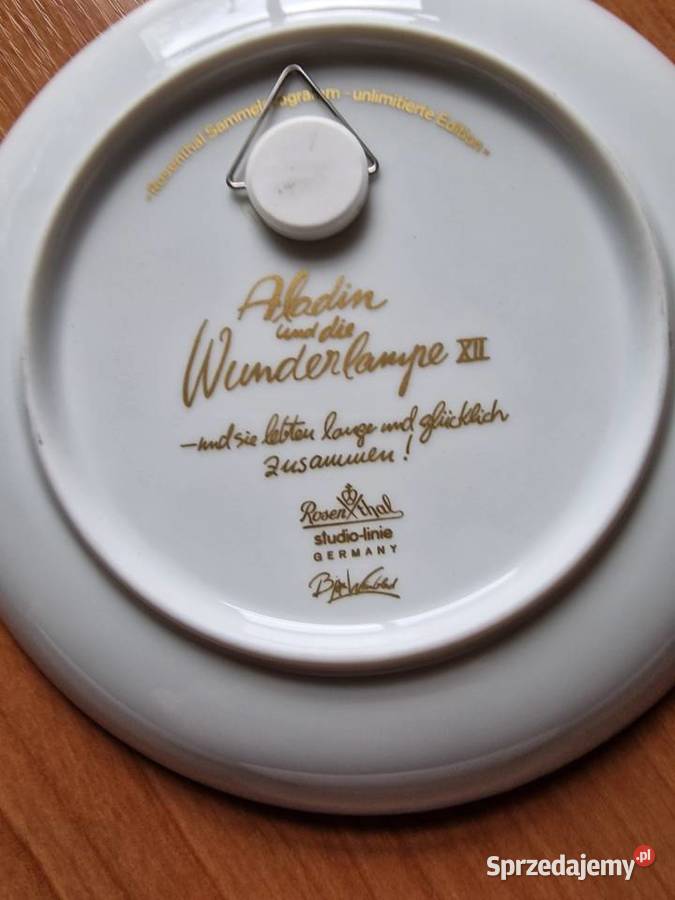 - Rosenthal Sammelprogramm - unlimitierte Edition -
Aladin
und die
Wunderlampe XII
- und sie lebten lange und glücklich
zusammen!
Rosenthal
studio-linie
GERMANY
Sprzedajemy.pl